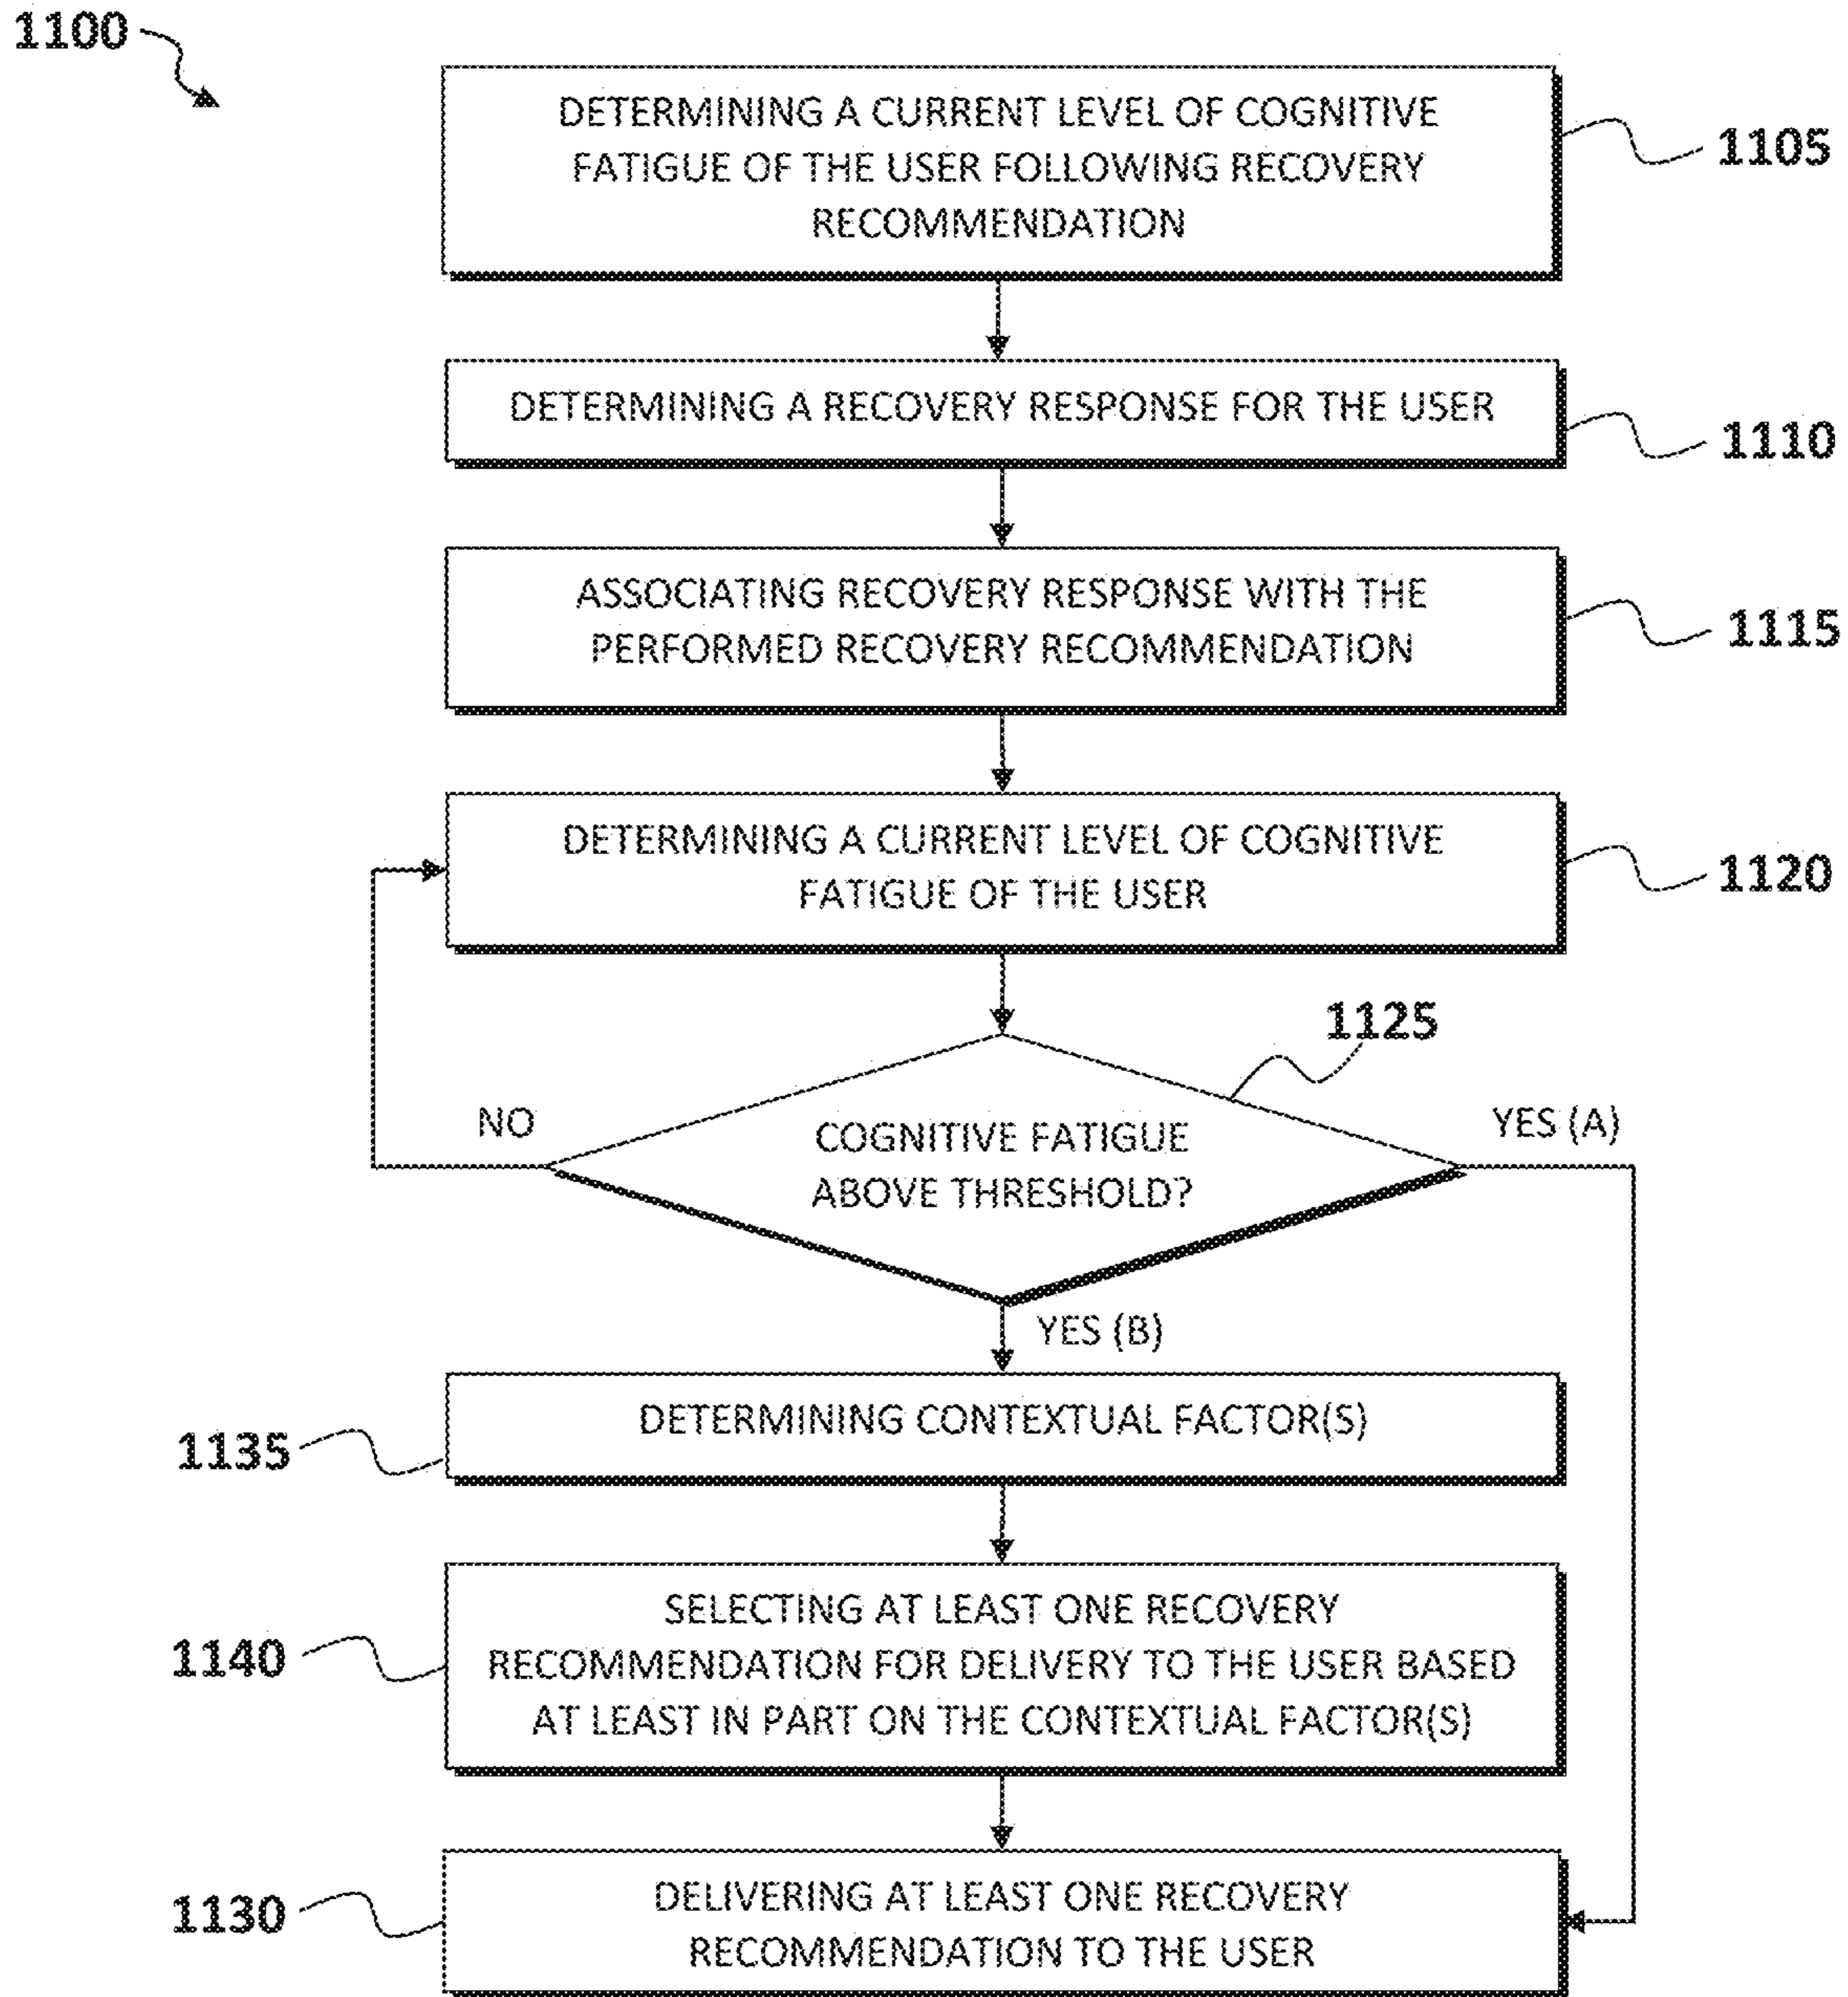 1100
DETERMINING A CURRENT LEVEL OF COGNITIVE
FATIGUE OF THE USER FOLLOWING RECOVERY
RECOMMENDATION
1105
DETERMINING A RECOVERY RESPONSE FOR THE USER
1110
ASSOCIATING RECOVERY RESPONSE WITH THE
PERFORMED RECOVERY RECOMMENDATION
1115
DETERMINING A CURRENT LEVEL OF COGNITIVE
FATIGUE OF THE USER
1120
1125
NO
COGNITIVE FATIGUE
ABOVE THRESHOLD?
YES (A)
YES (B)
DETERMINING CONTEXTUAL FACTOR(S)
1135
SELECTING AT LEAST ONE RECOVERY
RECOMMENDATION FOR DELIVERY TO THE USER BASED
AT LEAST IN PART ON THE CONTEXTUAL FACTOR(S)
1140
DELIVERING AT LEAST ONE RECOVERY
RECOMMENDATION TO THE USER
1130